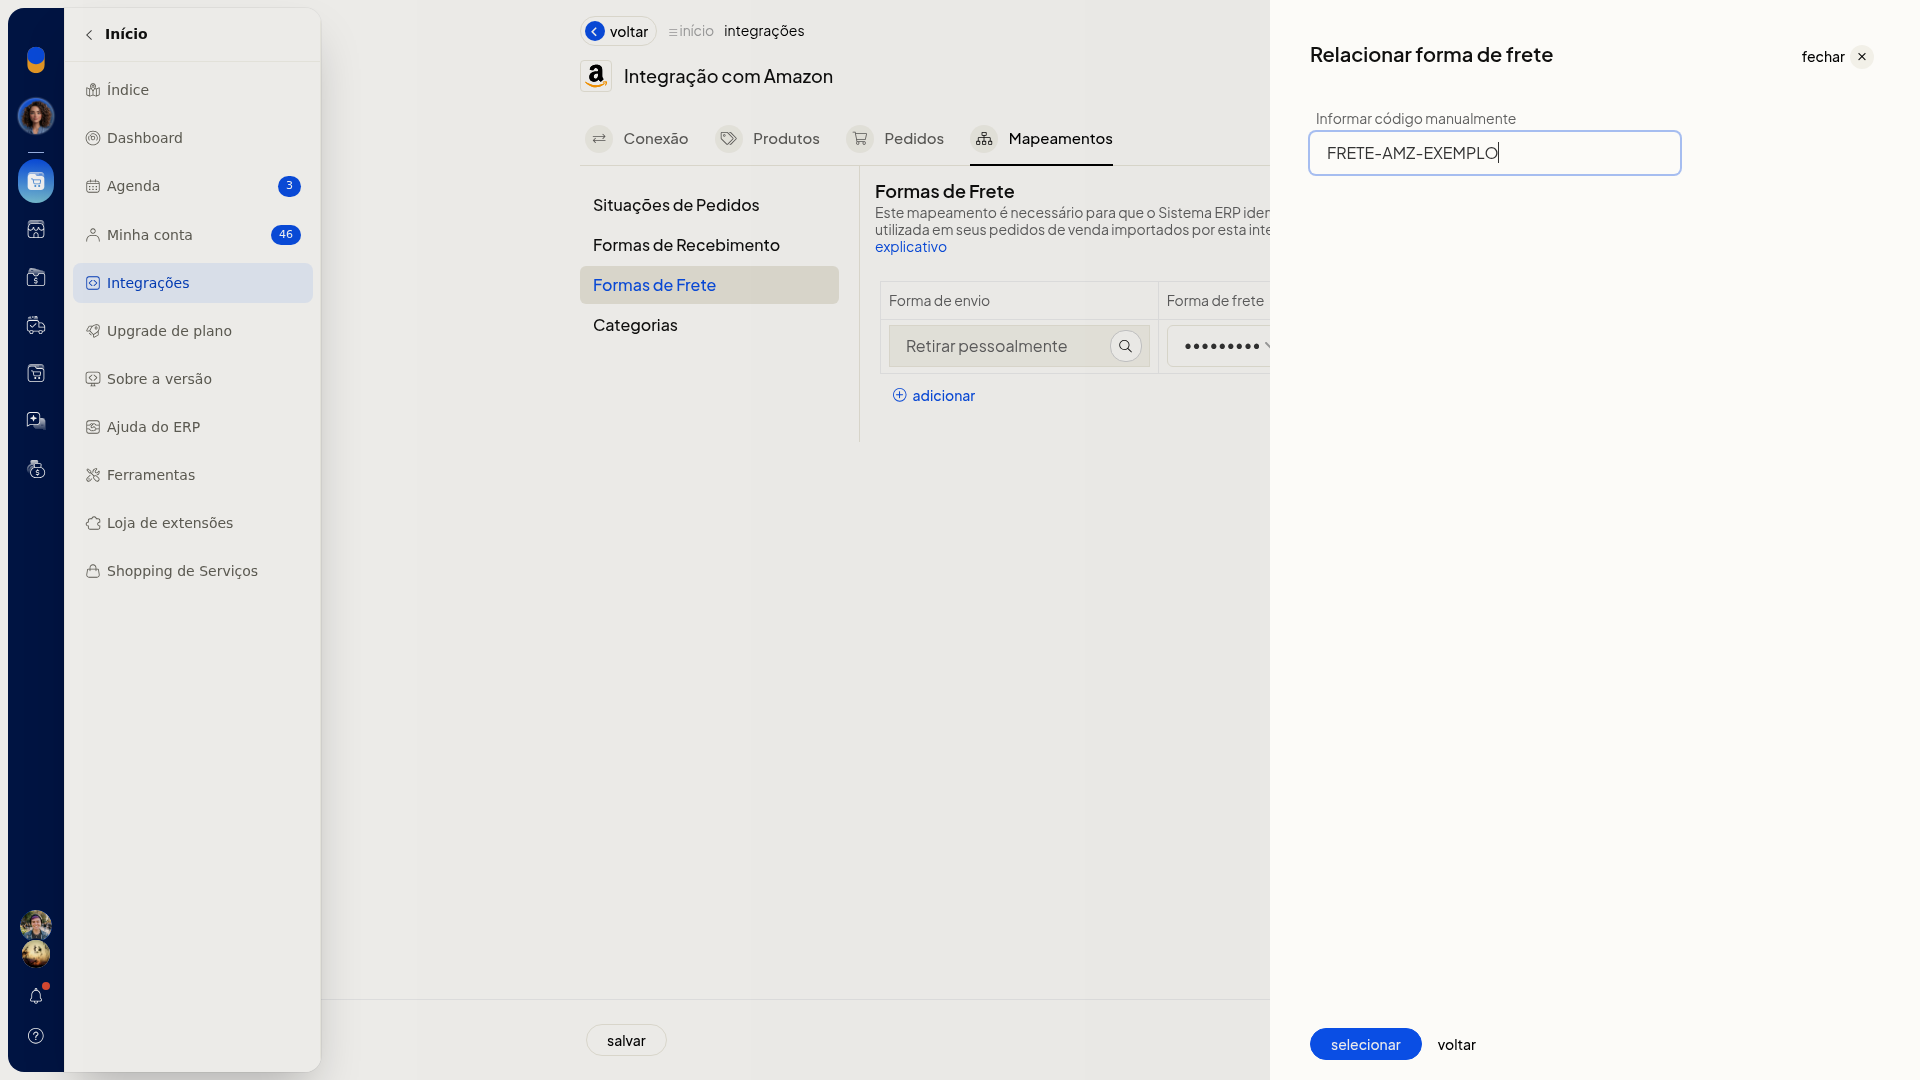 Início
Índice
Dashboard
Agenda
3
Minha conta
46
Integrações
Upgrade de plano
Sobre a versão
Ajuda do ERP
Ferramentas
Loja de extensões
Shopping de Serviços
voltar
início
integrações
Integração com Amazon
Conexão
Produtos
Pedidos
Mapeamentos
Situações de Pedidos
Formas de Recebimento
Formas de Frete
Categorias
Formas de Frete
Este mapeamento é necessário para que o Sistema ERP
utilizada em seus pedidos de venda importados por esta
explicativo
Forma de envio
Forma de frete
Retirar pessoalmente
•••••••••
adicionar
salvar
Relacionar forma de frete
fechar
Informar código manualmente
FRETE-AMZ-EXEMPLO
selecionar
voltar